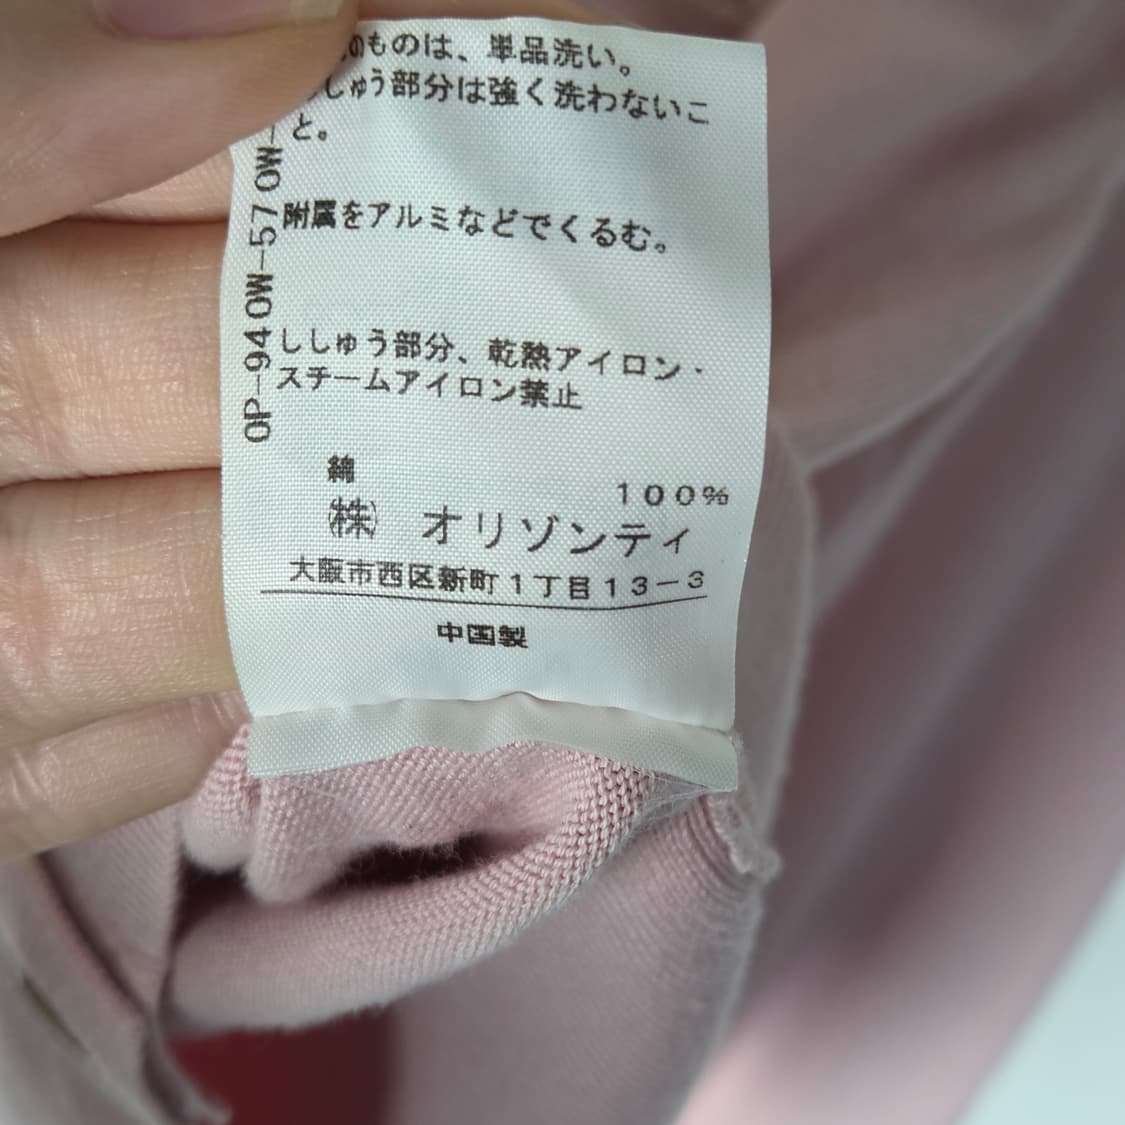 のものは、単品洗い。
しゅう部分は強く洗わないこ
と。
附属をアルミなどでくるむ。
ししゅう部分、乾熱アイロン・
スチームアイロン禁止
綿
100%
㈱ オリゾンティ
大阪市西区新町1丁目13-3
中国製
OP-94OW-57OW-